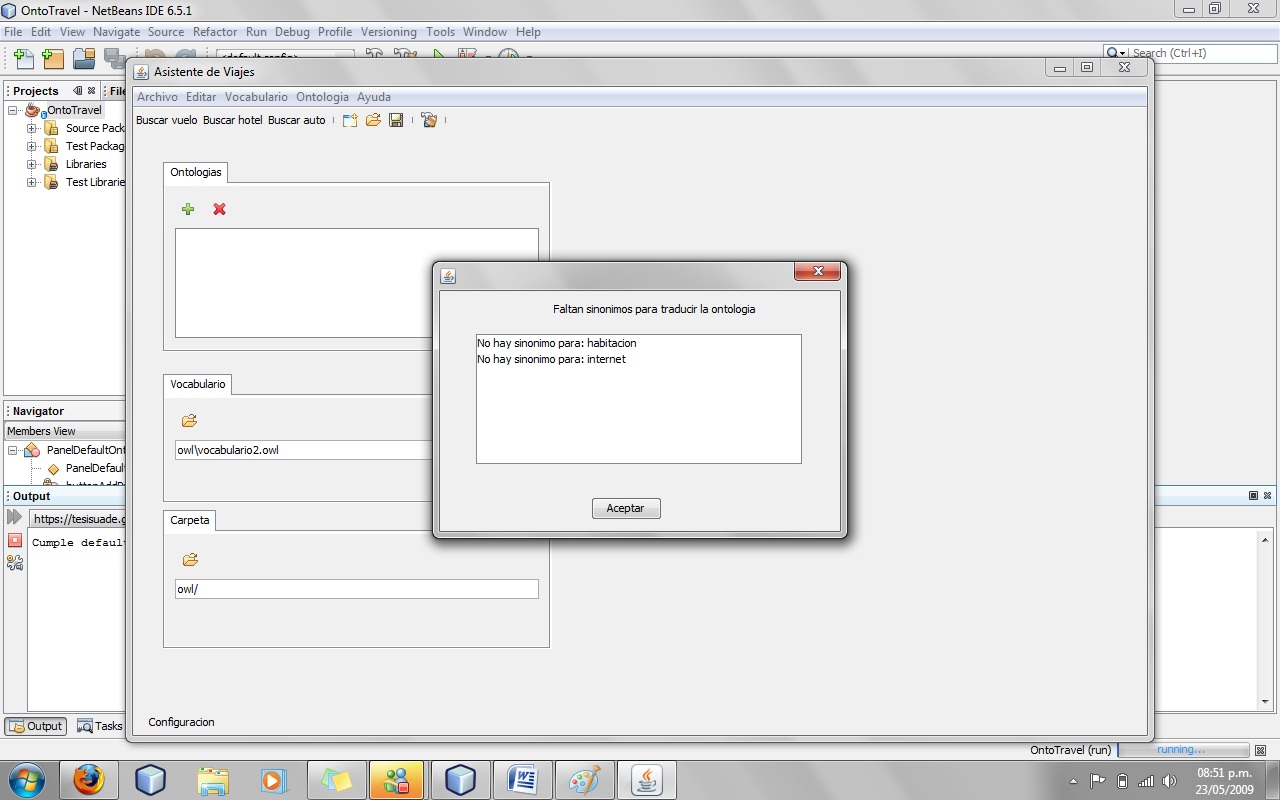 OntoTravel - NetBeans IDE 6.5.1
File Edit View Navigate Source Refactor Run Debug Profile Versioning Tools Window Help
Search (Ctrl+I)
Asistente de Viajes
Archivo Editar Vocabulario Ontologia Ayuda
Buscar vuelo Buscar hotel Buscar auto
Projects
OntoTravel
Source Pack
Test Packag
Libraries
Test Librarie
Ontologias
Faltan sinonimos para traducir la ontologia
No hay sinonimo para: habitacion
No hay sinonimo para: internet
Aceptar
Vocabulario
owl\vocabulario2.owl
Carpeta
owl/
Configuracion
Navigator
Members View
PanelDefaultOnt
PanelDefault
Output
https://tesisuade.g
Cumple default
Output Tasks
OntoTravel (run) running...
08:51 p.m.
23/05/2009